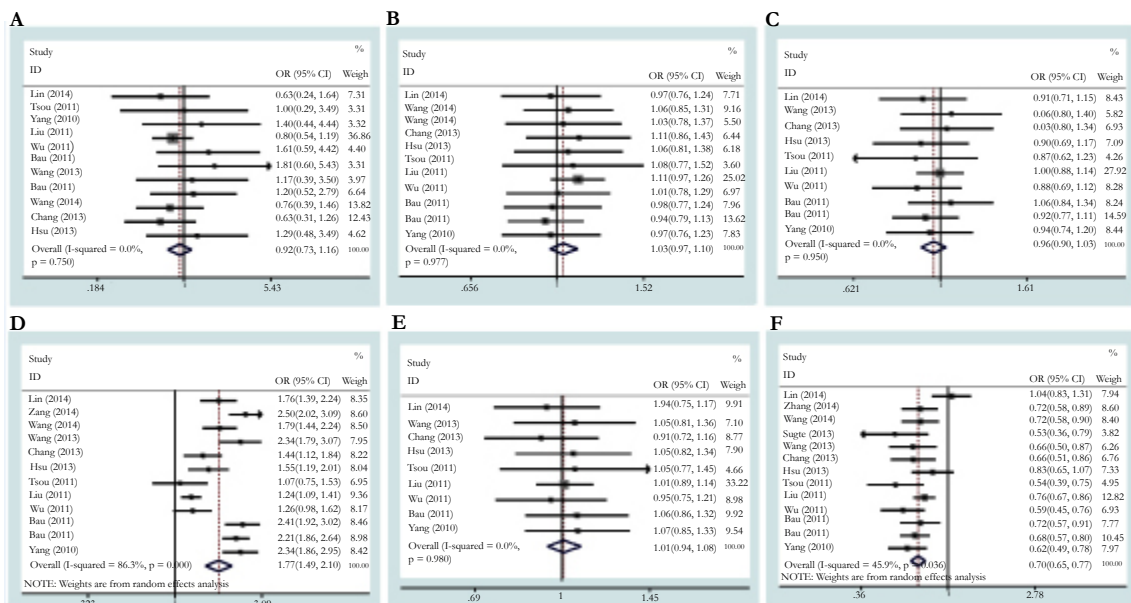 A
Study %
ID OR (95% CI) Weigh
Lin (2014) 0.63(0.24, 1.64) 7.31
Tsou (2011) 1.00(0.29, 3.49) 3.31
Yang (2010) 1.40(0.44, 4.44) 3.32
Liu (2011) 0.80(0.54, 1.19) 36.86
Wu (2011) 1.61(0.59, 4.42) 4.40
Bau (2011) 1.81(0.60, 5.43) 3.31
Wang (2013) 1.17(0.39, 3.50) 3.97
Bau (2011) 1.20(0.52, 2.79) 6.64
Wang (2014) 0.76(0.39, 1.46) 13.82
Chang (2013) 0.63(0.31, 1.26) 12.43
Hsu (2013) 1.29(0.48, 3.49) 4.62
Overall (I-squared = 0.0%, 0.92(0.73, 1.16) 100.00
p = 0.750)
.184 1 5.43
B
Study %
ID OR (95% CI) Weigh
Lin (2014) 0.97(0.76, 1.24) 7.71
Wang (2014) 1.06(0.85, 1.31) 9.16
Wang (2014) 1.03(0.78, 1.37) 5.50
Chang (2013) 1.11(0.86, 1.43) 6.44
Hsu (2013) 1.06(0.81, 1.38) 6.18
Tsou (2011) 1.08(0.77, 1.52) 3.60
Liu (2011) 1.11(0.97, 1.26) 25.02
Wu (2011) 1.01(0.78, 1.29) 6.97
Bau (2011) 0.98(0.77, 1.24) 7.96
Bau (2011) 0.94(0.79, 1.13) 13.62
Yang (2010) 0.97(0.76, 1.23) 7.83
Overall (I-squared = 0.0%, 1.03(0.97, 1.10) 100.00
p = 0.977)
.656 1 1.52
C
Study %
ID OR (95% CI) Weigh
Lin (2014) 0.91(0.71, 1.15) 8.43
Wang (2013) 0.06(0.80, 1.40) 5.82
Chang (2013) 0.03(0.80, 1.34) 6.93
Hsu (2013) 0.90(0.69, 1.17) 7.09
Tsou (2011) 0.87(0.62, 1.23) 4.26
Liu (2011) 1.00(0.88, 1.14) 27.92
Wu (2011) 0.88(0.69, 1.12) 8.28
Bau (2011) 1.06(0.84, 1.34) 8.24
Bau (2011) 0.92(0.77, 1.11) 14.59
Yang (2010) 0.94(0.74, 1.20) 8.44
Overall (I-squared = 0.0%, 0.96(0.90, 1.03) 100.00
p = 0.950)
.621 1 1.61
D
Study %
ID OR (95% CI) Weigh
Lin (2014) 1.76(1.39, 2.24) 8.35
Zang (2014) 2.50(2.02, 3.09) 8.60
Wang (2014) 1.79(1.44, 2.24) 8.50
Wang (2013) 2.34(1.79, 3.07) 7.95
Chang (2013) 1.44(1.12, 1.84) 8.22
Hsu (2013) 1.55(1.19, 2.01) 8.04
Tsou (2011) 1.07(0.75, 1.53) 6.95
Liu (2011) 1.24(1.09, 1.41) 9.36
Wu (2011) 1.26(0.98, 1.62) 8.17
Bau (2011) 2.41(1.92, 3.02) 8.46
Bau (2011) 2.21(1.86, 2.64) 8.98
Yang (2010) 2.34(1.86, 2.95) 8.42
Overall (I-squared = 86.3%, p = 0.000) 1.77(1.49, 2.10) 100.00
NOTE: Weights are from random effects analysis
E
Study %
ID OR (95% CI) Weigh
Lin (2014) 1.94(0.75, 1.17) 9.91
Wang (2013) 1.05(0.81, 1.36) 7.10
Chang (2013) 0.91(0.72, 1.16) 8.77
Hsu (2013) 1.05(0.82, 1.34) 7.90
Tsou (2011) 1.05(0.77, 1.45) 4.66
Liu (2011) 1.01(0.89, 1.14) 33.22
Wu (2011) 0.95(0.75, 1.21) 8.98
Bau (2011) 1.06(0.86, 1.32) 9.92
Yang (2010) 1.07(0.85, 1.33) 9.54
Overall (I-squared = 0.0%, 1.01(0.94, 1.08) 100.00
p = 0.980)
.69 1 1.45
F
Study %
ID OR (95% CI) Weigh
Lin (2014) 1.04(0.83, 1.31) 7.94
Zhang (2014) 0.72(0.58, 0.89) 8.60
Wang (2014) 0.72(0.58, 0.90) 8.40
Sugte (2013) 0.53(0.36, 0.79) 3.82
Wang (2013) 0.66(0.50, 0.87) 6.26
Chang (2013) 0.66(0.51, 0.86) 6.76
Hsu (2013) 0.83(0.65, 1.07) 7.33
Tsou (2011) 0.54(0.39, 0.75) 4.95
Liu (2011) 0.76(0.67, 0.86) 12.82
Wu (2011) 0.59(0.45, 0.76) 6.93
Bau (2011) 0.72(0.57, 0.91) 7.77
Bau (2011) 0.68(0.57, 0.80) 10.45
Yang (2010) 0.62(0.49, 0.78) 7.97
Overall (I-squared = 45.9%, p = 0.036) 0.70(0.65, 0.77) 100.00
NOTE: Weights are from random effects analysis
.36 1 2.78